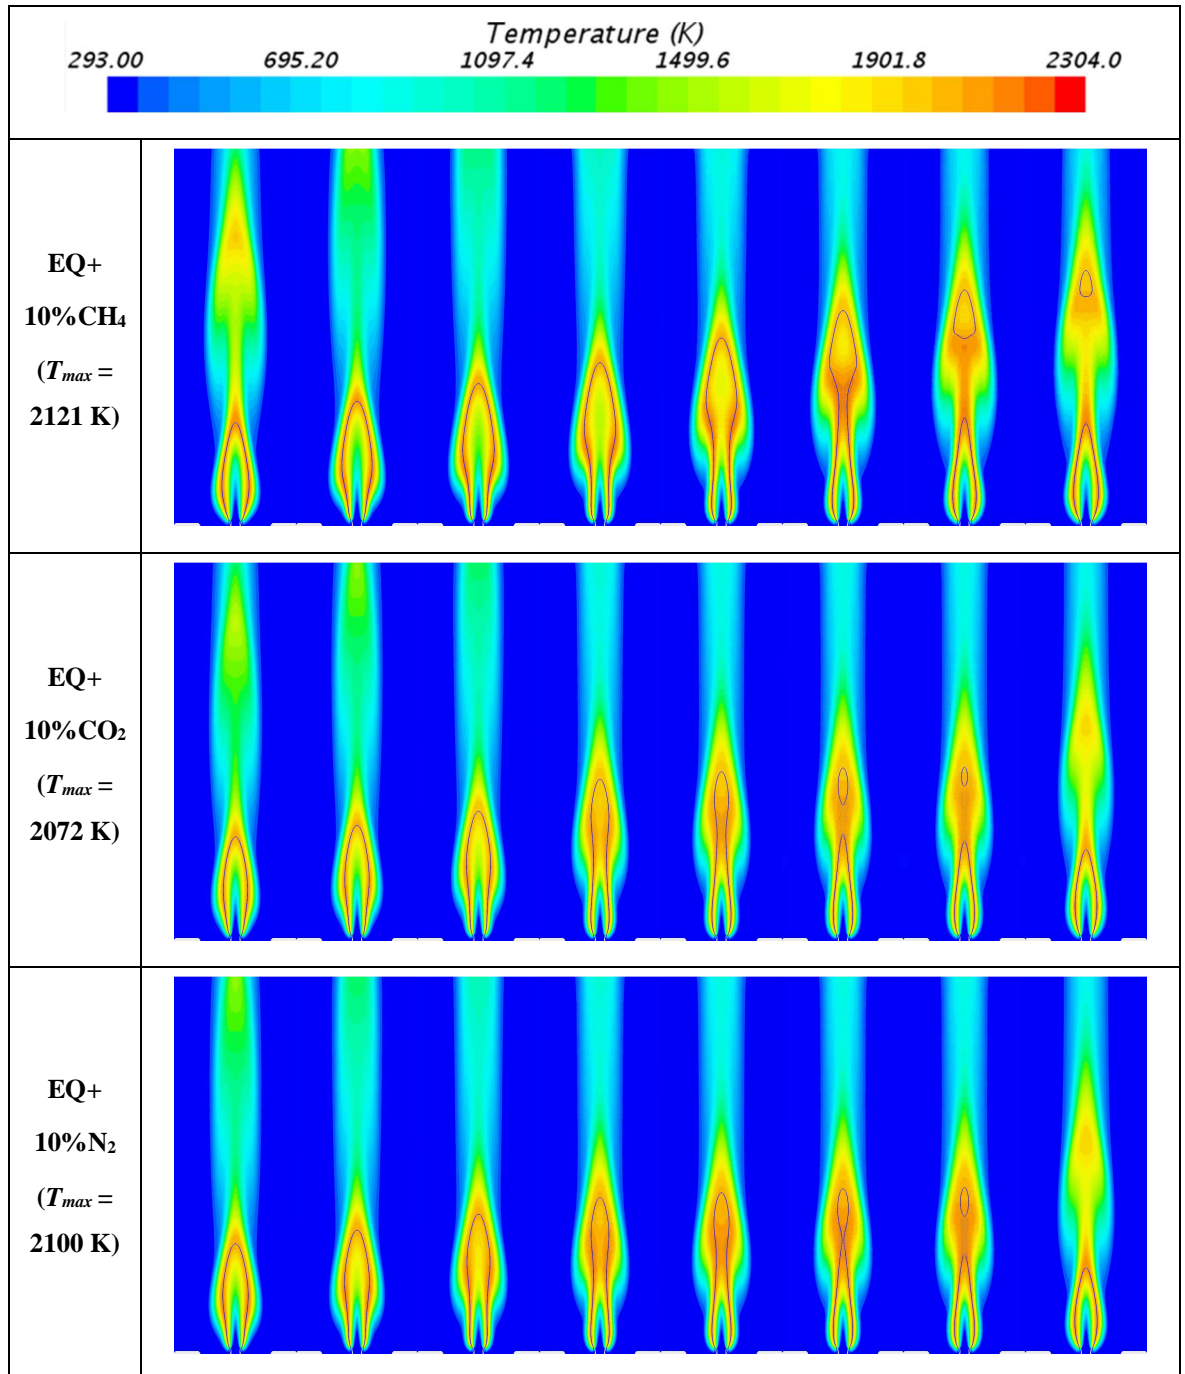 Temperature (K)
293.00 695.20 1097.4 1499.6 1901.8 2304.0
EQ+
10%CH₄
(Tmax =
2121 K)
EQ+
10%CO₂
(Tmax =
2072 K)
EQ+
10%N₂
(Tmax =
2100 K)